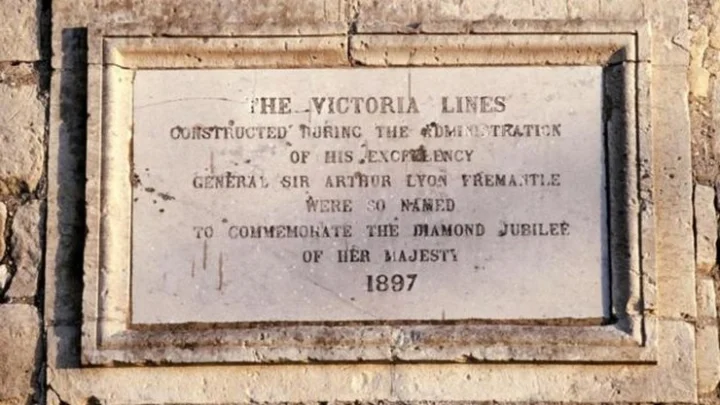 THE VICTORIA LINES
CONSTRUCTED DURING THE ADMINISTRATION
OF HIS EXCELLENCY
GENERAL SIR ARTHUR LYON FREMANTLE
WERE SO NAMED
TO COMMEMORATE THE DIAMOND JUBILEE
OF HER MAJESTY
1897